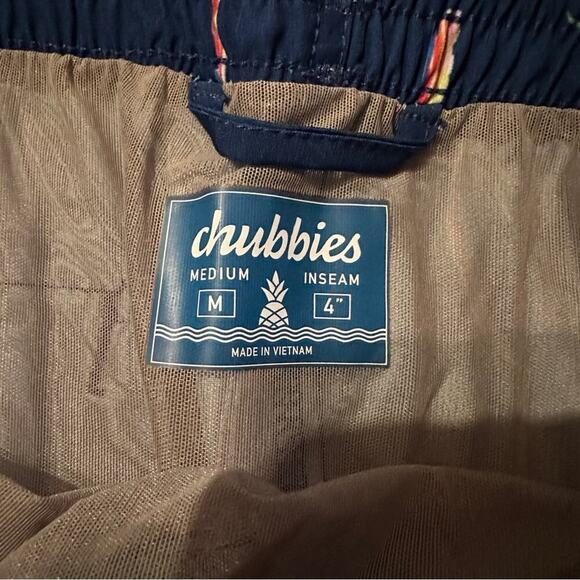 chubbies
MEDIUM INSEAM
M 4"
MADE IN VIETNAM